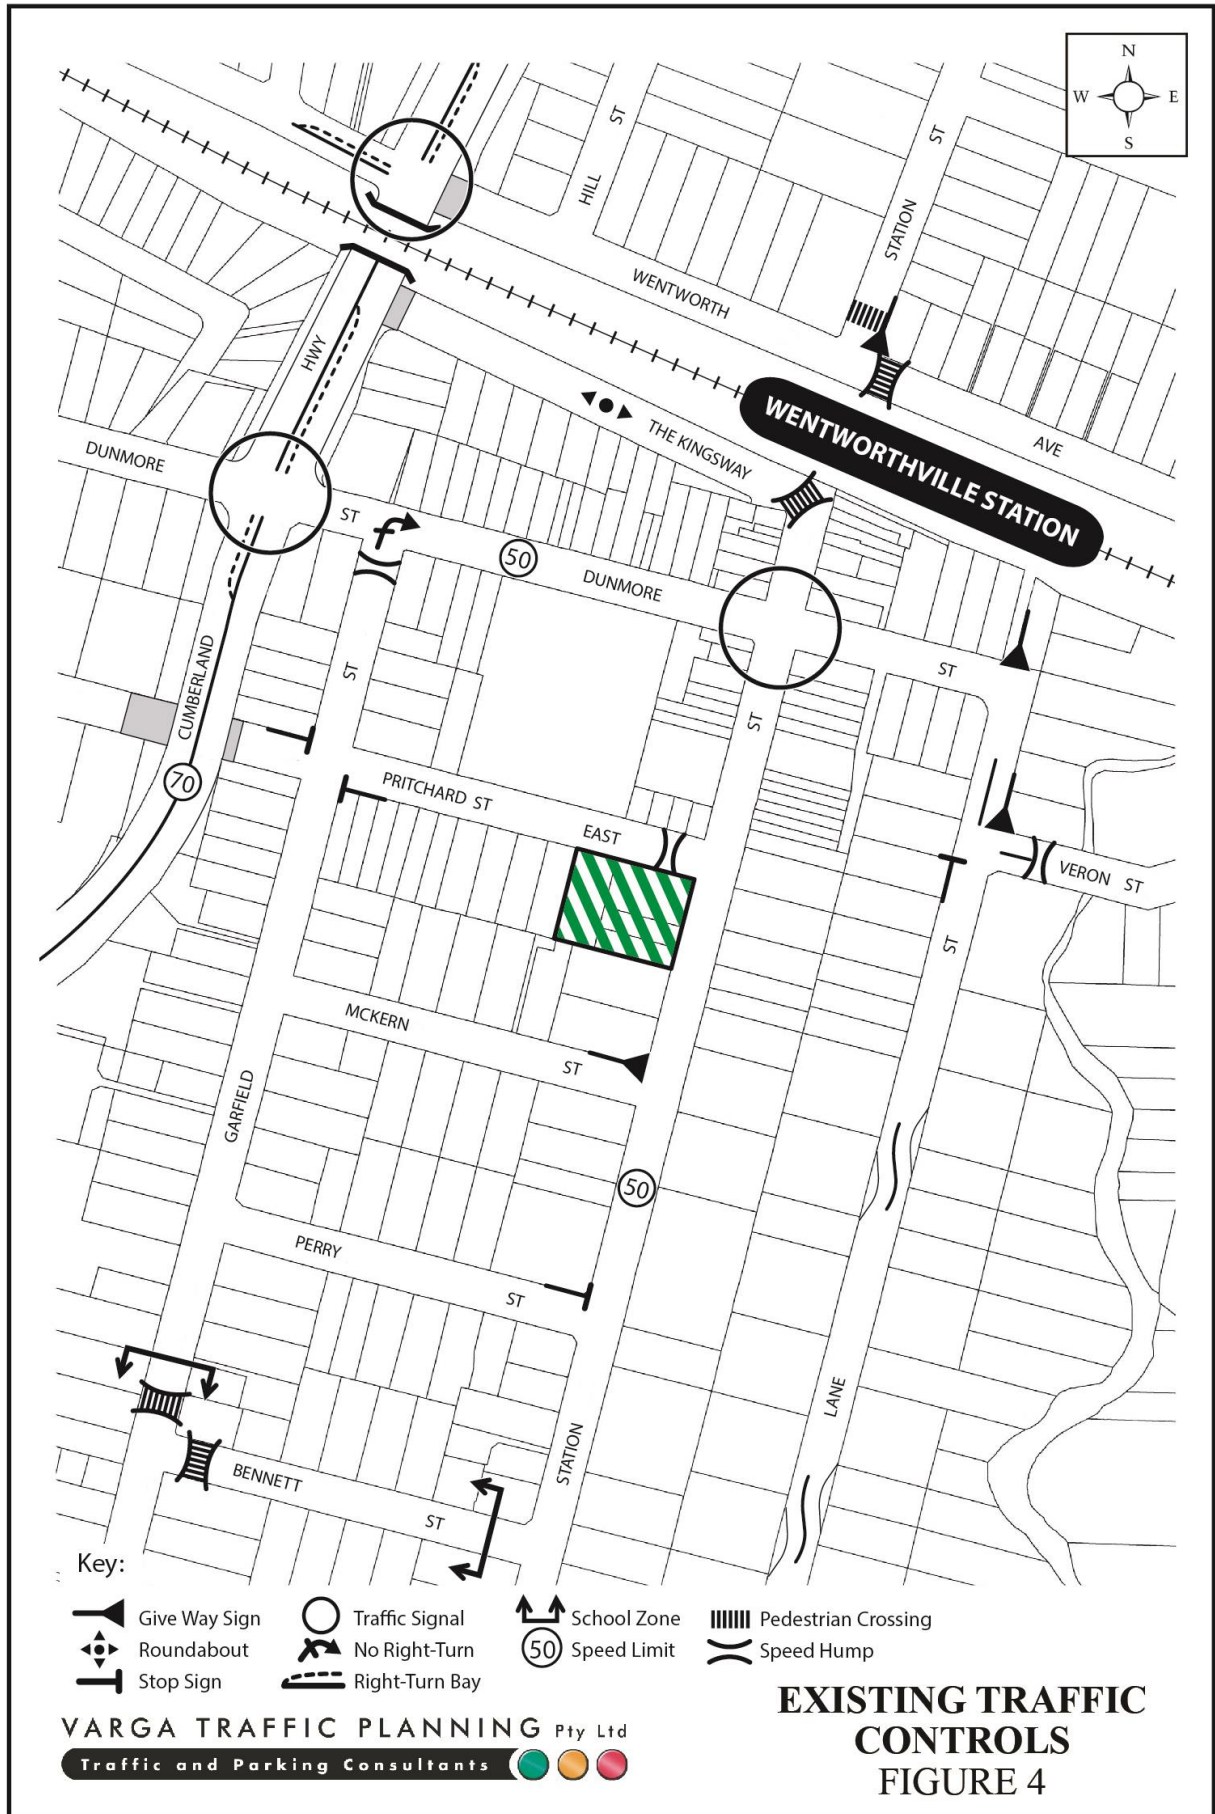 N
W E
S
HILL
ST
STATION
ST
WENTWORTH
AVE
HWY
THE KINGSWAY
WENTWORTHVILLE STATION
DUNMORE
ST
50
DUNMORE
ST
CUMBERLAND
70
ST
ST
PRITCHARD ST
EAST
VERON ST
ST
MCKERN
ST
GARFIELD
50
PERRY
ST
LANE
STATION
BENNETT
ST
Key:
Give Way Sign
Traffic Signal
School Zone
Pedestrian Crossing
Roundabout
No Right-Turn
50 Speed Limit
Speed Hump
Stop Sign
Right-Turn Bay
VARGA TRAFFIC PLANNING Pty Ltd
Traffic and Parking Consultants
EXISTING TRAFFIC
CONTROLS
FIGURE 4